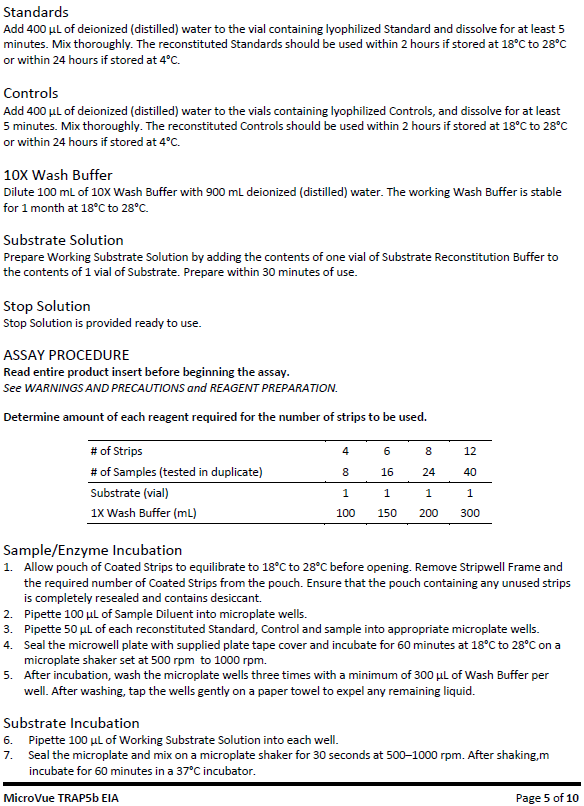 Standards
Add 400 µL of deionized (distilled) water to the vial containing lyophilized Standard and dissolve for at least 5
minutes. Mix thoroughly. The reconstituted Standards should be used within 2 hours if stored at 18°C to 28°C
or within 24 hours if stored at 4°C.
Controls
Add 400 µL of deionized (distilled) water to the vials containing lyophilized Controls, and dissolve for at least
5 minutes. Mix thoroughly. The reconstituted Controls should be used within 2 hours if stored at 18°C to 28°C
or within 24 hours if stored at 4°C.
10X Wash Buffer
Dilute 100 mL of 10X Wash Buffer with 900 mL deionized (distilled) water. The working Wash Buffer is stable
for 1 month at 18°C to 28°C.
Substrate Solution
Prepare Working Substrate Solution by adding the contents of one vial of Substrate Reconstitution Buffer to
the contents of 1 vial of Substrate. Prepare within 30 minutes of use.
Stop Solution
Stop Solution is provided ready to use.
ASSAY PROCEDURE
Read entire product insert before beginning the assay.
See WARNINGS AND PRECAUTIONS and REAGENT PREPARATION.
Determine amount of each reagent required for the number of strips to be used.
# of Strips 4 6 8 12
# of Samples (tested in duplicate) 8 16 24 40
Substrate (vial) 1 1 1 1
1X Wash Buffer (mL) 100 150 200 300
Sample/Enzyme Incubation
1. Allow pouch of Coated Strips to equilibrate to 18°C to 28°C before opening. Remove Stripwell Frame and
the required number of Coated Strips from the pouch. Ensure that the pouch containing any unused strips
is completely resealed and contains desiccant.
2. Pipette 100 µL of Sample Diluent into microplate wells.
3. Pipette 50 µL of each reconstituted Standard, Control and sample into appropriate microplate wells.
4. Seal the microwell plate with supplied plate tape cover and incubate for 60 minutes at 18°C to 28°C on a
microplate shaker set at 500 rpm to 1000 rpm.
5. After incubation, wash the microplate wells three times with a minimum of 300 µL of Wash Buffer per
well. After washing, tap the wells gently on a paper towel to expel any remaining liquid.
Substrate Incubation
6. Pipette 100 µL of Working Substrate Solution into each well.
7. Seal the microplate and mix on a microplate shaker for 30 seconds at 500–1000 rpm. After shaking,m
incubate for 60 minutes in a 37°C incubator.
MicroVue TRAP5b EIA Page 5 of 10